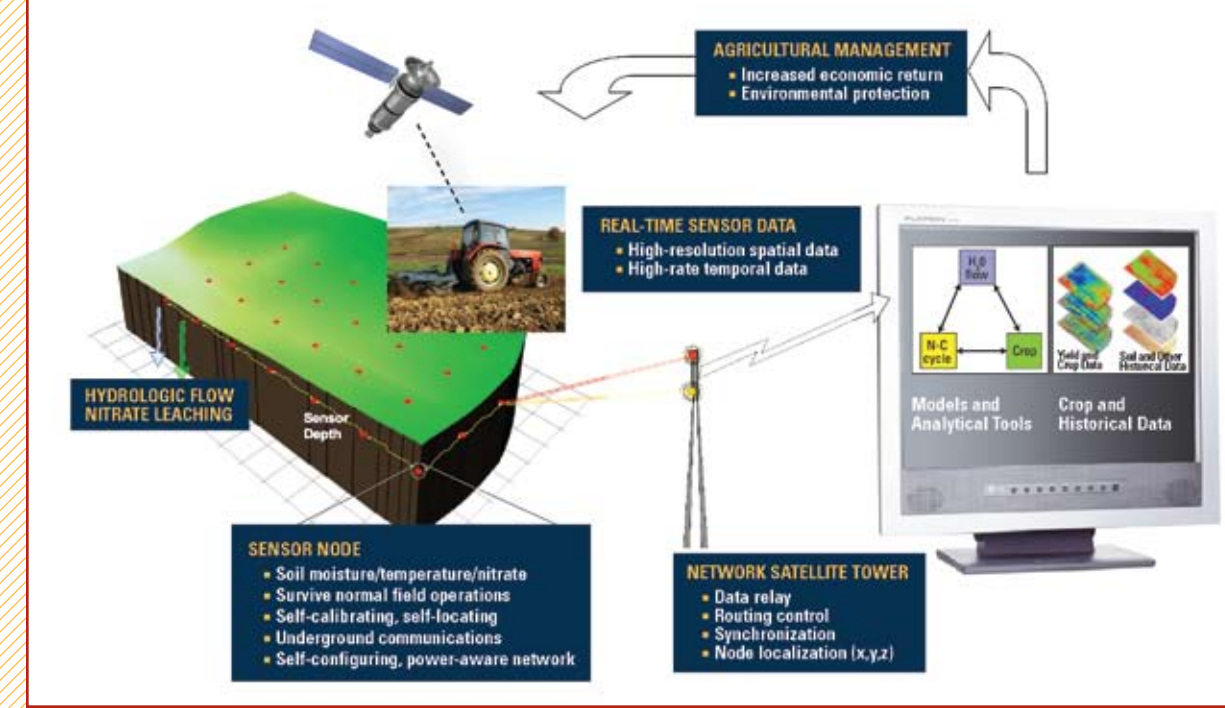 AGRICULTURAL MANAGEMENT
▪ Increased economic return
▪ Environmental protection
REAL-TIME SENSOR DATA
▪ High-resolution spatial data
▪ High-rate temporal data
H₂0
flow
N-C
cycle
Crop
Yield and
Crop Data
Soil and Other
Historical Data
Models and
Analytical Tools
Crop and
Historical Data
HYDROLOGIC FLOW
NITRATE LEACHING
Sensor
Depth
SENSOR NODE
▪ Soil moisture/temperature/nitrate
▪ Survive normal field operations
▪ Self-calibrating, self-locating
▪ Underground communications
▪ Self-configuring, power-aware network
NETWORK SATELLITE TOWER
▪ Data relay
▪ Routing control
▪ Synchronization
▪ Node localization (x,y,z)